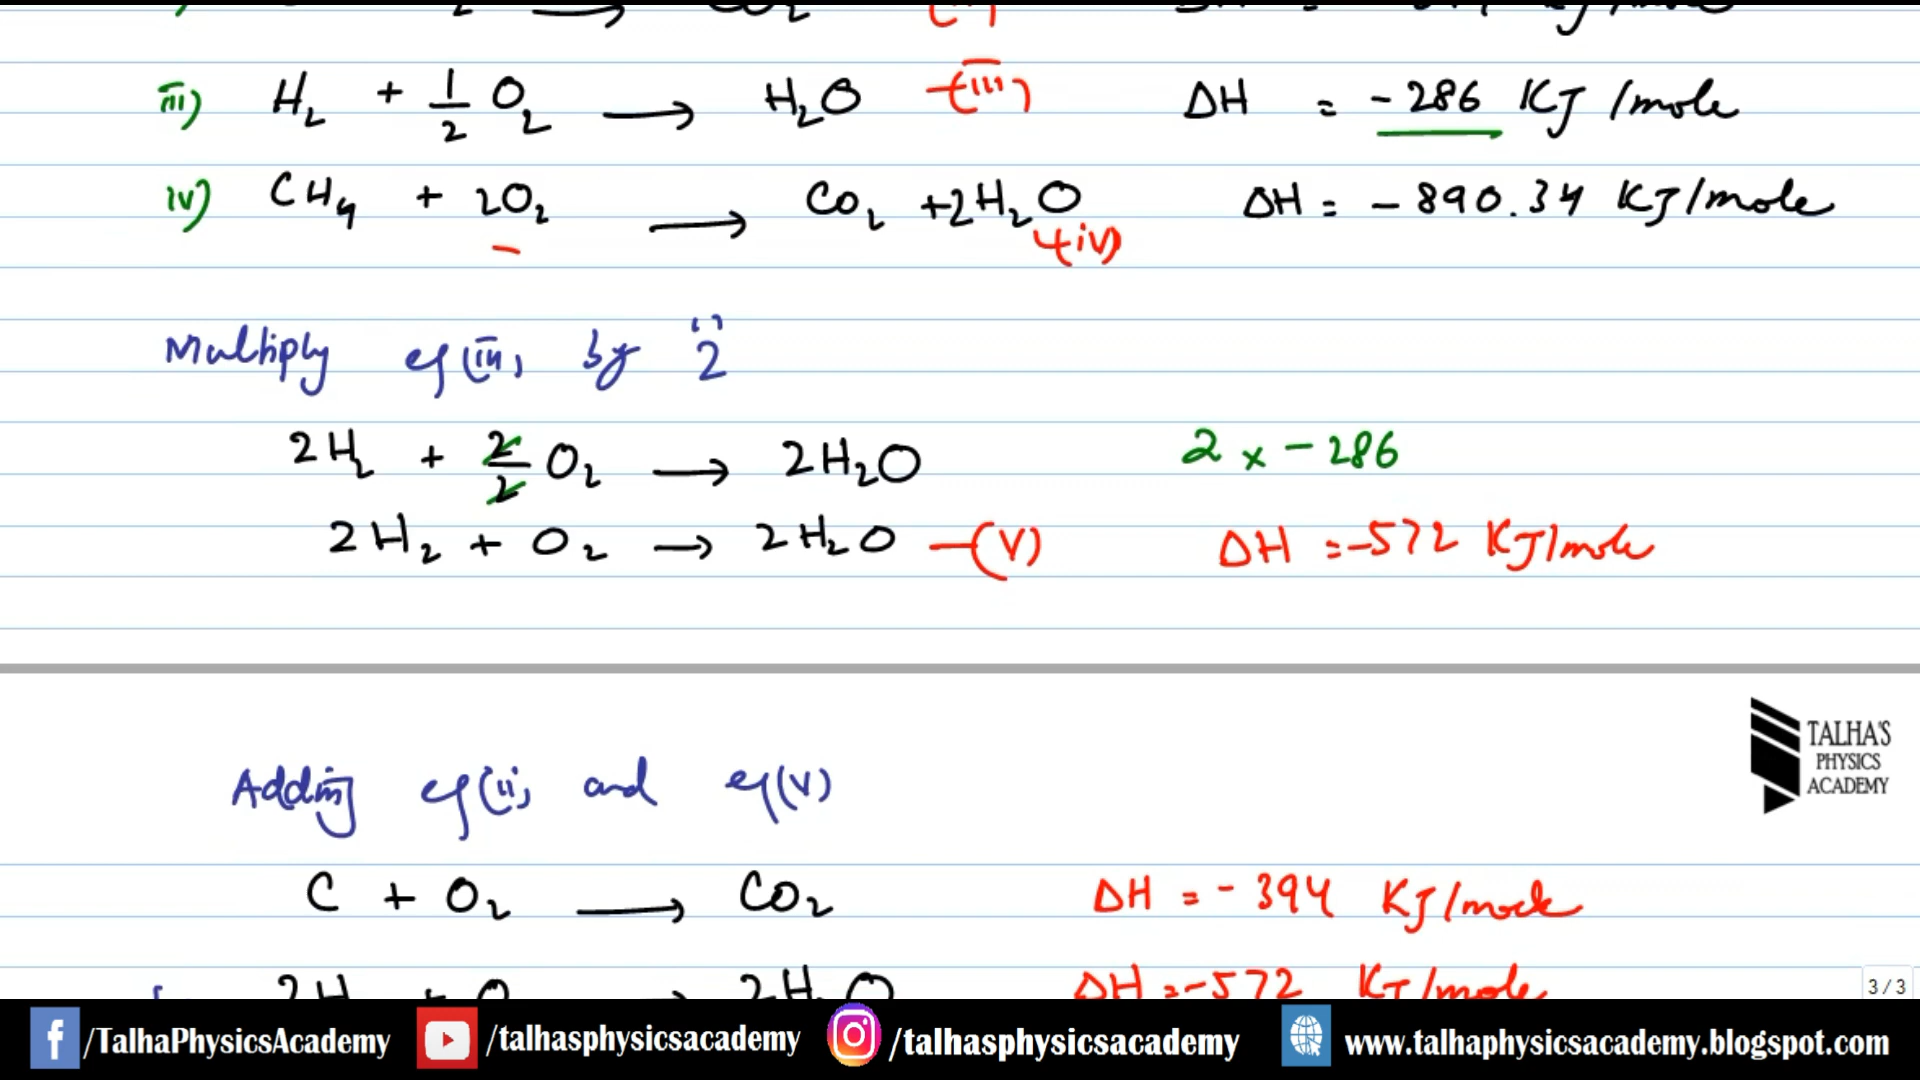 iii) H₂ + 1/2 O₂ ⟶ H₂O —(iii) ΔH = -286 KJ/mole
iv) CH₄ + 2O₂ ⟶ CO₂ + 2H₂O —(iv) ΔH = -890.34 KJ/mole
Multiply eq(iii) by "2"
2H₂ + 2/2 O₂ ⟶ 2H₂O 2 x -286
2H₂ + O₂ → 2H₂O —(V) ΔH = -572 KJ/mole
TALHA'S
PHYSICS
ACADEMY
Adding eq(ii) and eq(V)
C + O₂ ⟶ CO₂ ΔH = -394 KJ/mole
ΔH = -572 KJ/mole
3 / 3
/TalhaPhysicsAcademy /talhasphysicsacademy /talhasphysicsacademy www.talhaphysicsacademy.blogspot.com